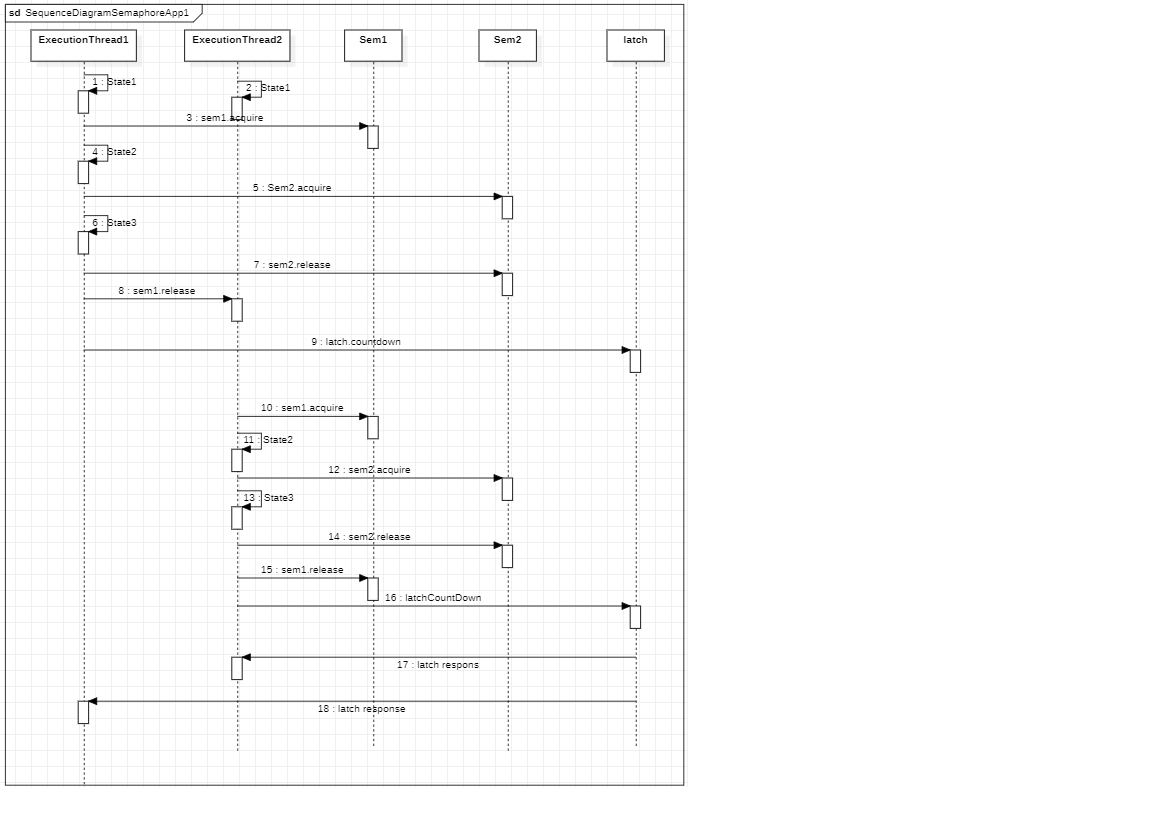 sd SequenceDiagramSemaphoreApp1
ExecutionThread1
ExecutionThread2
Sem1
Sem2
latch
1 : State1
2 : State1
3 : sem1.acquire
4 : State2
5 : Sem2.acquire
6 : State3
7 : sem2.release
8 : sem1.release
9 : latch.countdown
10 : sem1.acquire
11 : State2
12 : sem2.acquire
13 : State3
14 : sem2.release
15 : sem1.release
16 : latchCountDown
17 : latch respons
18 : latch response